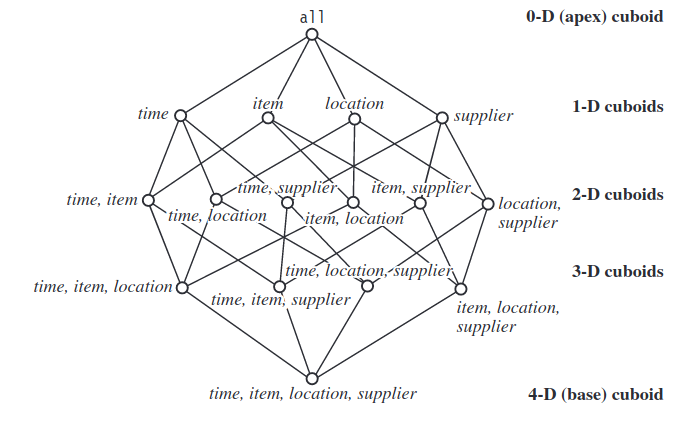 all
0-D (apex) cuboid
time
item
location
supplier
1-D cuboids
time, item
time, location
time, supplier
item, location
item, supplier
location,
supplier
2-D cuboids
time, item, location
time, item, supplier
time, location, supplier
item, location,
supplier
3-D cuboids
time, item, location, supplier
4-D (base) cuboid